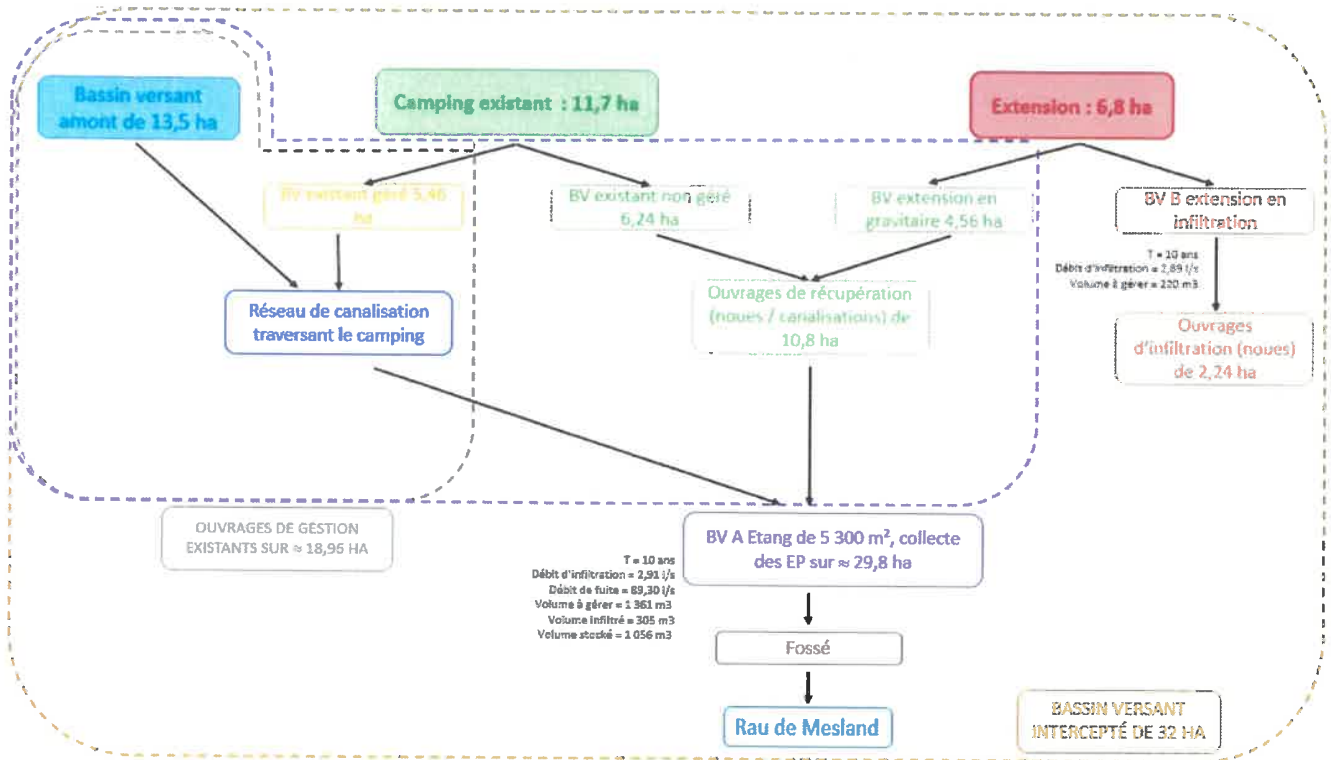 Bassin versant
amont de 13,5 ha
Camping existant : 11,7 ha
Extension : 6,8 ha
BV existant géré 5,46
ha
BV existant non géré
6,24 ha
BV extension en
gravitaire 4,56 ha
BV B extension en
infiltration
T = 10 ans
Débit d'infiltration = 2,89 l/s
Volume à gérer = 220 m3
Réseau de canalisation
traversant le camping
Ouvrages de récupération
(noues / canalisations) de
10,8 ha
Ouvrages
d'infiltration (noues)
de 2,24 ha
OUVRAGES DE GESTION
EXISTANTS SUR ≈ 18,96 HA
BV A Etang de 5 300 m², collecte
des EP sur ≈ 29,8 ha
T = 10 ans
Débit d'infiltration = 2,91 l/s
Débit de fuite = 89,30 l/s
Volume à gérer = 1 361 m3
Volume infiltré = 305 m3
Volume stocké = 1 056 m3
Fossé
Rau de Mesland
BASSIN VERSANT
INTERCEPTÉ DE 32 HA